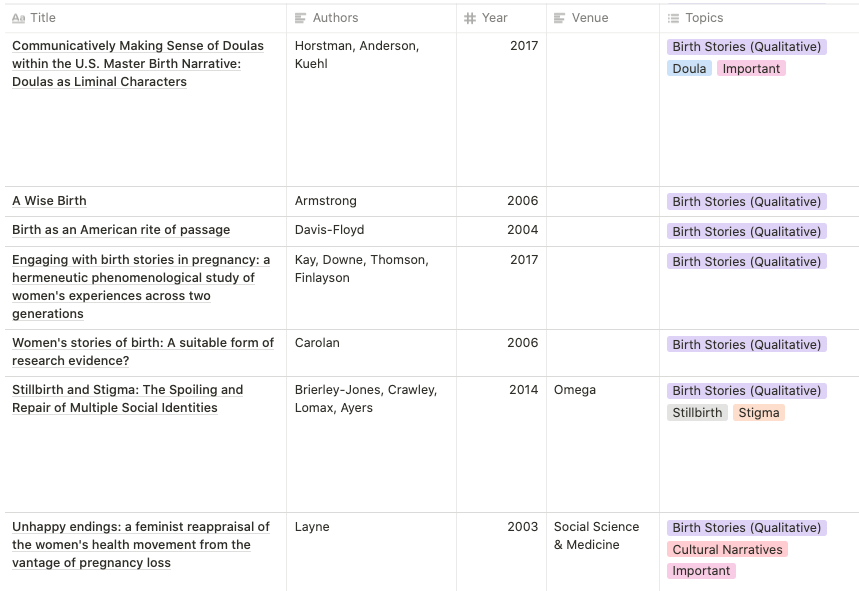 Aa Title Authors # Year Venue Topics
Communicatively Making Sense of Doulas Horstman, Anderson, 2017 Birth Stories (Qualitative)
within the U.S. Master Birth Narrative: Kuehl Doula Important
Doulas as Liminal Characters
A Wise Birth Armstrong 2006 Birth Stories (Qualitative)
Birth as an American rite of passage Davis-Floyd 2004 Birth Stories (Qualitative)
Engaging with birth stories in pregnancy: a Kay, Downe, Thomson, 2017 Birth Stories (Qualitative)
hermeneutic phenomenological study of Finlayson
women's experiences across two
generations
Women's stories of birth: A suitable form of Carolan 2006 Birth Stories (Qualitative)
research evidence?
Stillbirth and Stigma: The Spoiling and Brierley-Jones, Crawley, 2014 Omega Birth Stories (Qualitative)
Repair of Multiple Social Identities Lomax, Ayers Stillbirth Stigma
Unhappy endings: a feminist reappraisal of Layne 2003 Social Science Birth Stories (Qualitative)
the women's health movement from the & Medicine Cultural Narratives
vantage of pregnancy loss Important